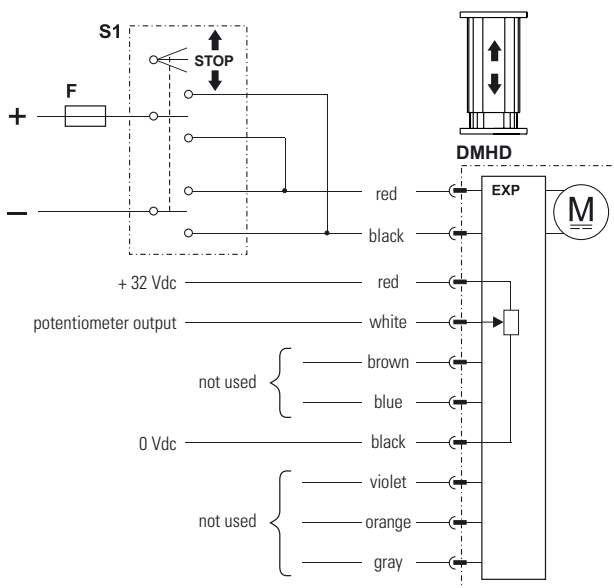 S1
STOP
F
+
−
DMHD
EXP
M
red
black
+ 32 Vdc
red
potentiometer output
white
not used
brown
blue
0 Vdc
black
not used
violet
orange
gray